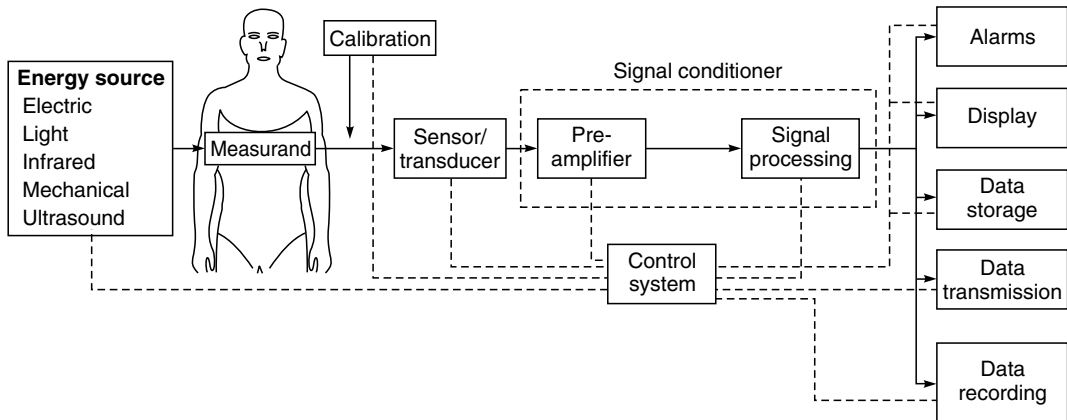 Energy source
Electric
Light
Infrared
Mechanical
Ultrasound
Measurand
Calibration
Sensor/
transducer
Signal conditioner
Pre-
amplifier
Signal
processing
Control
system
Alarms
Display
Data
storage
Data
transmission
Data
recording